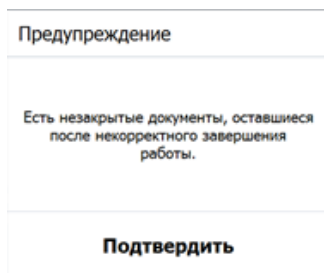 Предупреждение
Есть незакрытые документы, оставшиеся
после некорректного завершения
работы.
Подтвердить